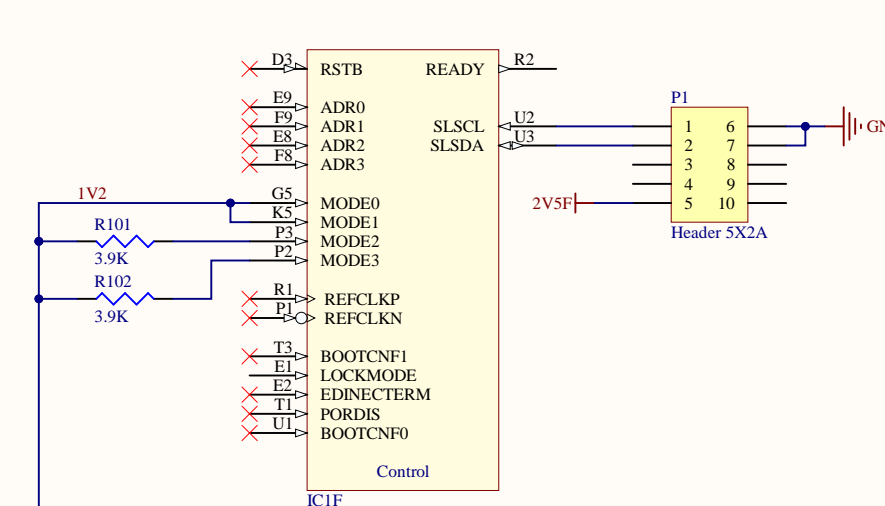 D3 RSTB READY R2
E9 ADR0
F9 ADR1 SLSCL U2
E8 ADR2 SLSDA U3
F8 ADR3
P1
1 6
2 7
3 8
4 9
5 10
GN
2V5F
Header 5X2A
1V2
G5 MODE0
K5 MODE1
R101 P3 MODE2
3.9K
P2 MODE3
R102
3.9K
R1 REFCLKP
P1 REFCLKN
T3 BOOTCNF1
E1 LOCKMODE
E2 EDINECTERM
T1 PORDIS
U1 BOOTCNF0
Control
IC1F